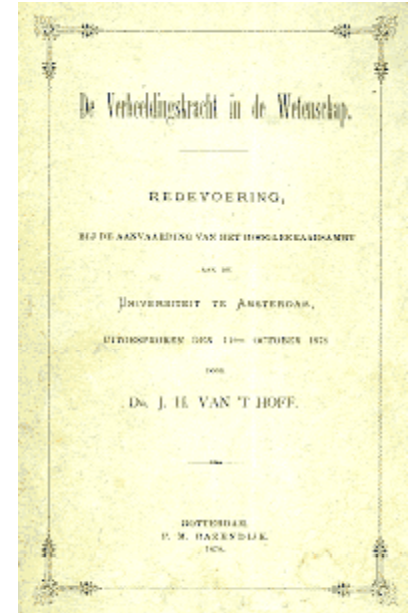 De Verbeeldingskracht in de Wetenschap.
REDEVOERING,
BIJ DE AANVAARDING VAN HET HOOGLEERAARSAMBT
AAN DE
UNIVERSITEIT TE AMSTERDAM,
UITGESPROKEN DEN 11den OCTOBER 1878
DOOR
Dr. J. H. VAN 'T HOFF.
ROTTERDAM,
P. M. BAZENDIJK.
1878.